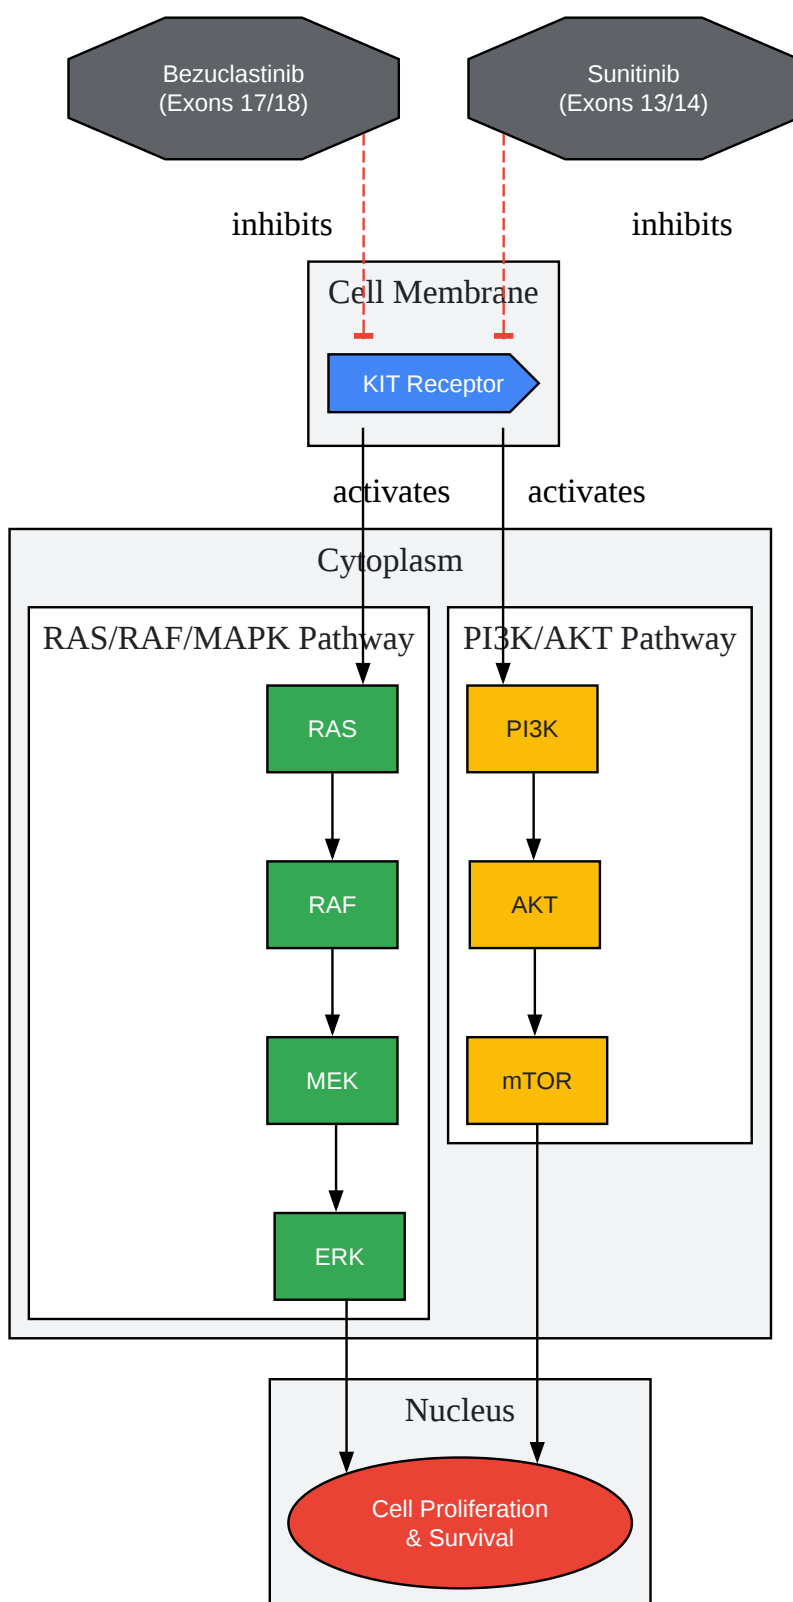 Bezuclastinib
(Exons 17/18)
Sunitinib
(Exons 13/14)
inhibits
inhibits
Cell Membrane
KIT Receptor
activates
activates
Cytoplasm
RAS/RAF/MAPK Pathway
PI3K/AKT Pathway
RAS
PI3K
RAF
AKT
MEK
mTOR
ERK
Nucleus
Cell Proliferation
& Survival